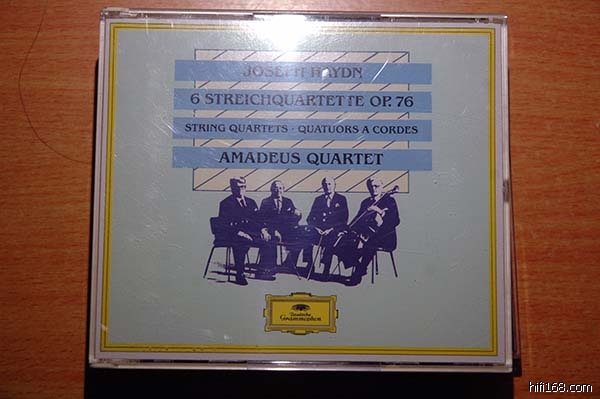 JOSEPH HAYDN
6 STREICHQUARTETTE OP. 76
STRING QUARTETS · QUATUORS A CORDES
AMADEUS QUARTET
Deutsche
Grammophon
hifi168.com